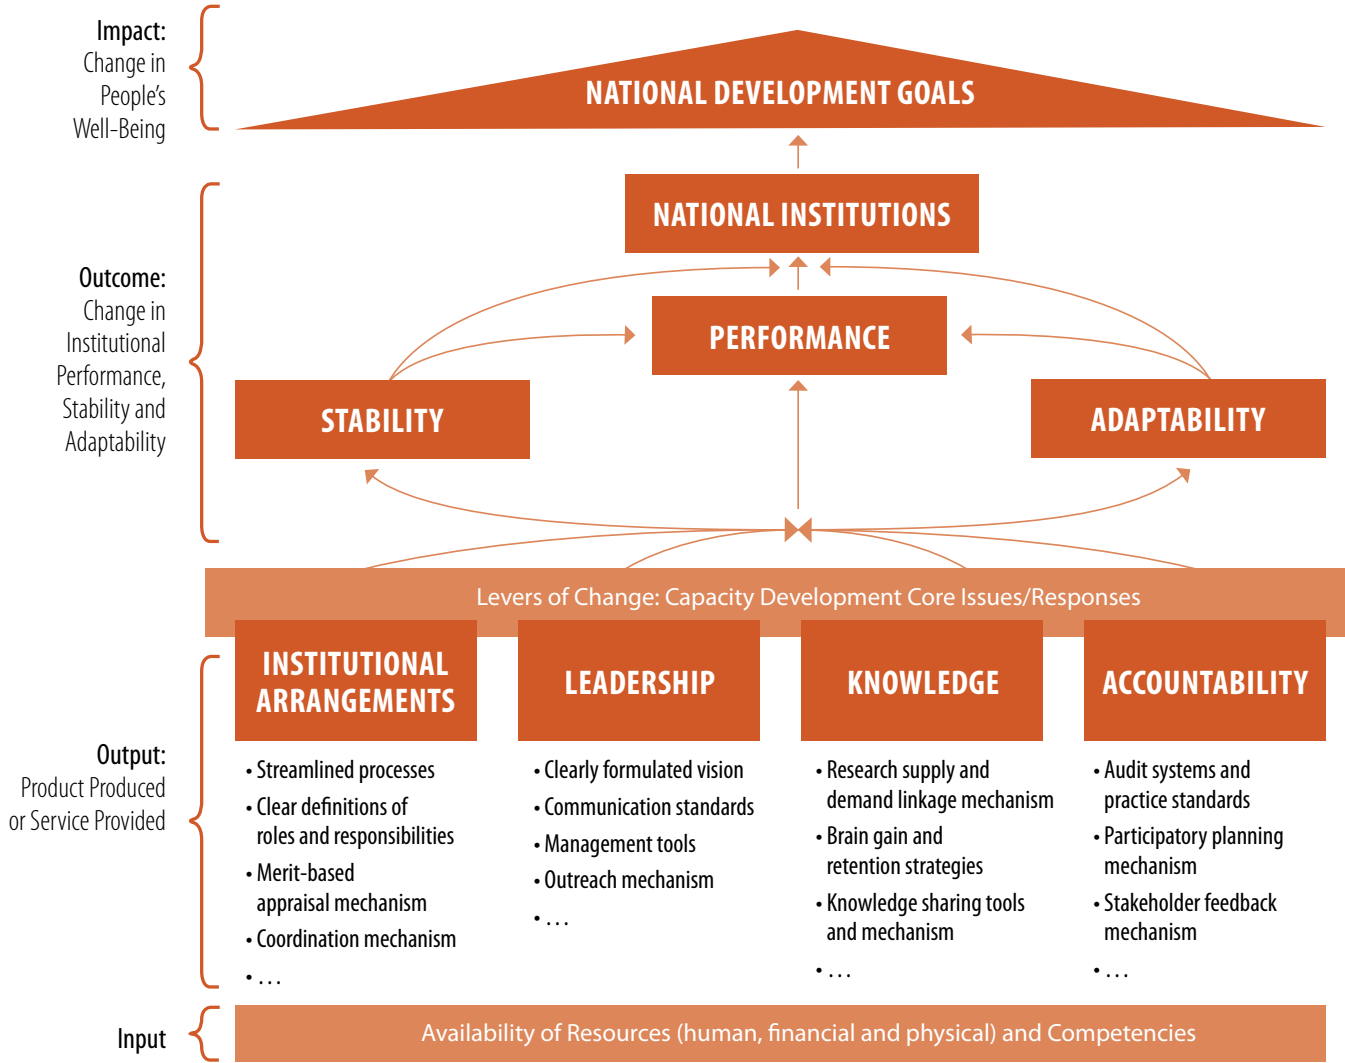 Impact:
Change in
People’s
Well-Being
NATIONAL DEVELOPMENT GOALS
NATIONAL INSTITUTIONS
Outcome:
Change in
Institutional
Performance,
Stability and
Adaptability
PERFORMANCE
STABILITY
ADAPTABILITY
Levers of Change: Capacity Development Core Issues/Responses
Output:
Product Produced
or Service Provided
INSTITUTIONAL
ARRANGEMENTS
• Streamlined processes
• Clear definitions of
roles and responsibilities
• Merit-based
appraisal mechanism
• Coordination mechanism
• …
LEADERSHIP
• Clearly formulated vision
• Communication standards
• Management tools
• Outreach mechanism
• …
KNOWLEDGE
• Research supply and
demand linkage mechanism
• Brain gain and
retention strategies
• Knowledge sharing tools
and mechanism
• …
ACCOUNTABILITY
• Audit systems and
practice standards
• Participatory planning
mechanism
• Stakeholder feedback
mechanism
• …
Input
Availability of Resources (human, financial and physical) and Competencies